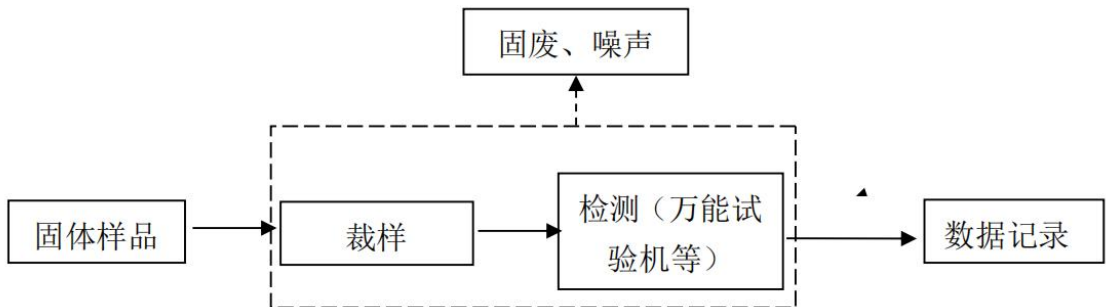 固废、噪声
固体样品
裁样
检测（万能试
验机等）
数据记录